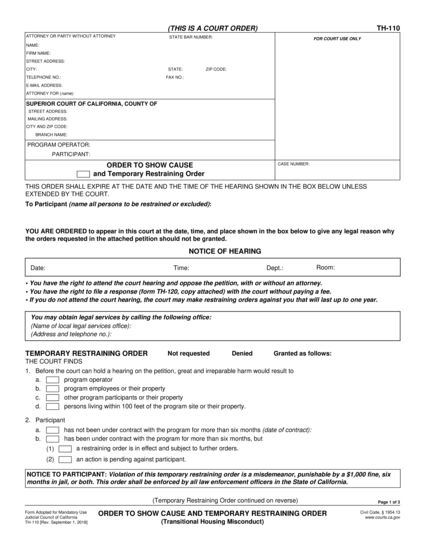 (THIS IS A COURT ORDER) TH-110
ATTORNEY OR PARTY WITHOUT ATTORNEY STATE BAR NUMBER: FOR COURT USE ONLY
NAME:
FIRM NAME:
STREET ADDRESS:
CITY: STATE: ZIP CODE:
TELEPHONE NO.: FAX NO.:
E-MAIL ADDRESS:
ATTORNEY FOR (name):
SUPERIOR COURT OF CALIFORNIA, COUNTY OF
STREET ADDRESS:
MAILING ADDRESS:
CITY AND ZIP CODE:
BRANCH NAME:
PROGRAM OPERATOR:
PARTICIPANT:
ORDER TO SHOW CAUSE CASE NUMBER:
and Temporary Restraining Order
THIS ORDER SHALL EXPIRE AT THE DATE AND THE TIME OF THE HEARING SHOWN IN THE BOX BELOW UNLESS
EXTENDED BY THE COURT.
To Participant (name all persons to be restrained or excluded):
YOU ARE ORDERED to appear in this court at the date, time, and place shown in the box below to give any legal reason why
the orders requested in the attached petition should not be granted.
NOTICE OF HEARING
Date: Time: Dept.: Room:
• You have the right to attend the court hearing and oppose the petition, with or without an attorney.
• You have the right to file a response (form TH-120, copy attached) with the court without paying a fee.
• If you do not attend the court hearing, the court may make restraining orders against you that will last up to one year.
You may obtain legal services by calling the following office:
(Name of local legal services office):
(Address and telephone no.):
TEMPORARY RESTRAINING ORDER Not requested Denied Granted as follows:
THE COURT FINDS
1. Before the court can hold a hearing on the petition, great and irreparable harm would result to
a. program operator
b. program employees or their property
c. other program participants or their property
d. persons living within 100 feet of the program site or their property.
2. Participant
a. has not been under contract with the program for more than six months (date of contract):
b. has been under contract with the program for more than six months, but
(1) a restraining order is in effect and subject to further orders.
(2) an action is pending against participant.
NOTICE TO PARTICIPANT: Violation of this temporary restraining order is a misdemeanor, punishable by a $1,000 fine, six
months in jail, or both. This order shall be enforced by all law enforcement officers in the State of California.
(Temporary Restraining Order continued on reverse)
Page 1 of 3
Form Adopted for Mandatory Use
Judicial Council of California
TH-110 [Rev. September 1, 2018]
ORDER TO SHOW CAUSE AND TEMPORARY RESTRAINING ORDER
(Transitional Housing Misconduct)
Civil Code, § 1954.13
www.courts.ca.gov